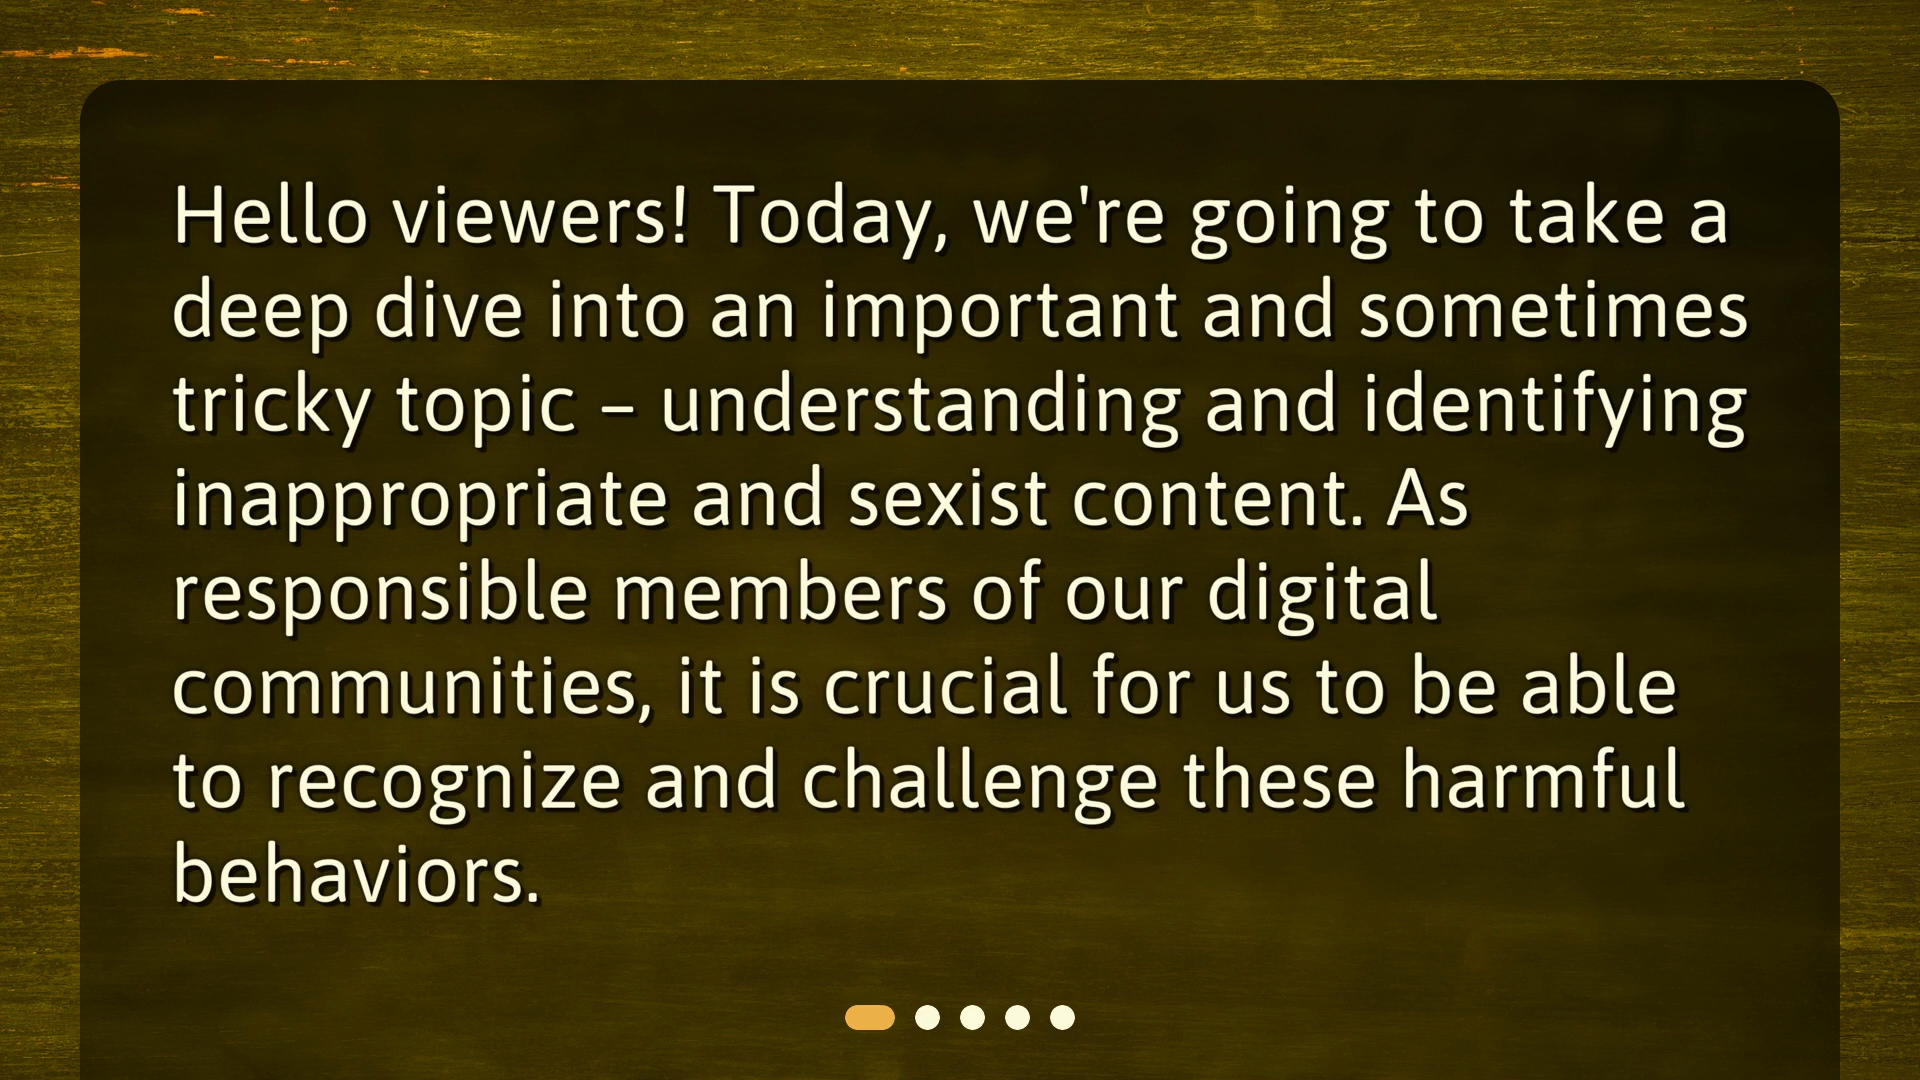 Hello viewers! Today, we're going to take a
deep dive into an important and sometimes
tricky topic – understanding and identifying
inappropriate and sexist content. As
responsible members of our digital
communities, it is crucial for us to be able
to recognize and challenge these harmful
behaviors.